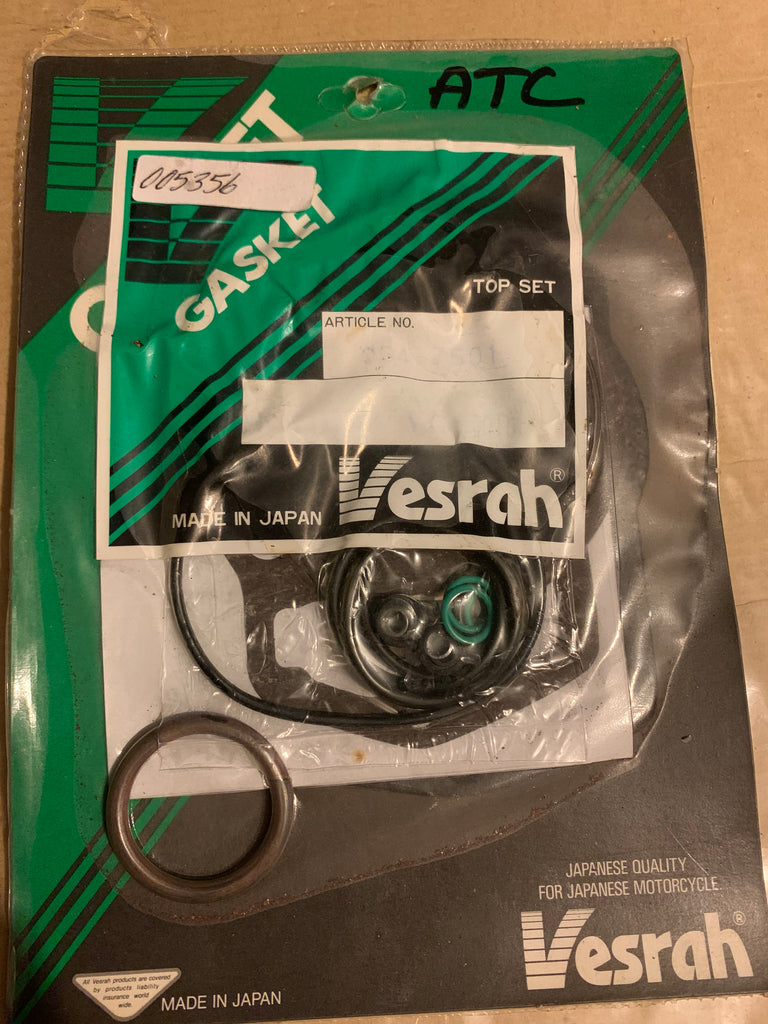 ATC
005356
GASKET
TOP SET
ARTICLE NO.
MADE IN JAPAN
Vesrah®
JAPANESE QUALITY
FOR JAPANESE MOTORCYCLE
Vesrah®
All Vesrah products are covered
by products liability
insurance world
wide.
MADE IN JAPAN